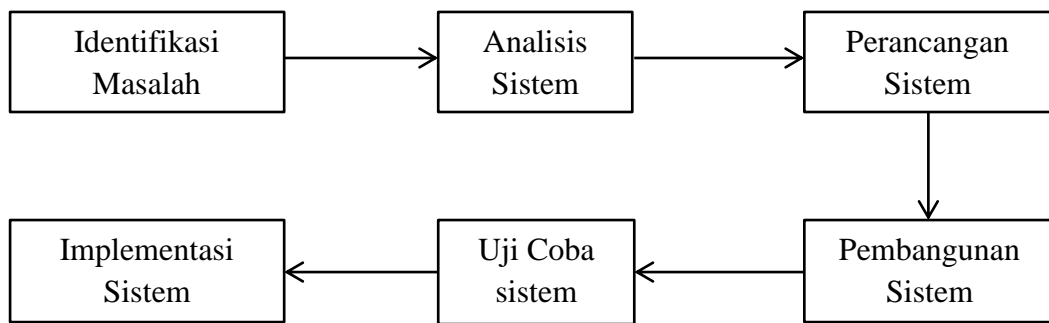 Identifikasi
Masalah
Analisis
Sistem
Perancangan
Sistem
Pembangunan
Sistem
Uji Coba
sistem
Implementasi
Sistem